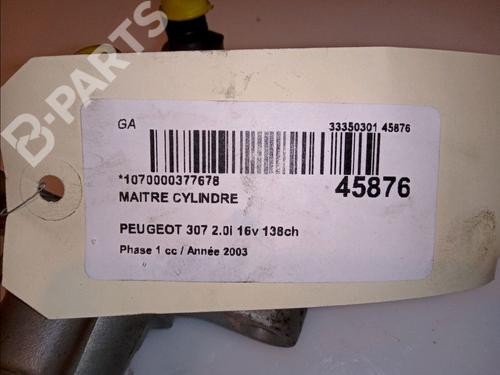 B-PARTS
GA
33350301 45876
*1070000377678
45876
MAITRE CYLINDRE
PEUGEOT 307 2.0i 16v 138ch
Phase 1 cc / Année 2003